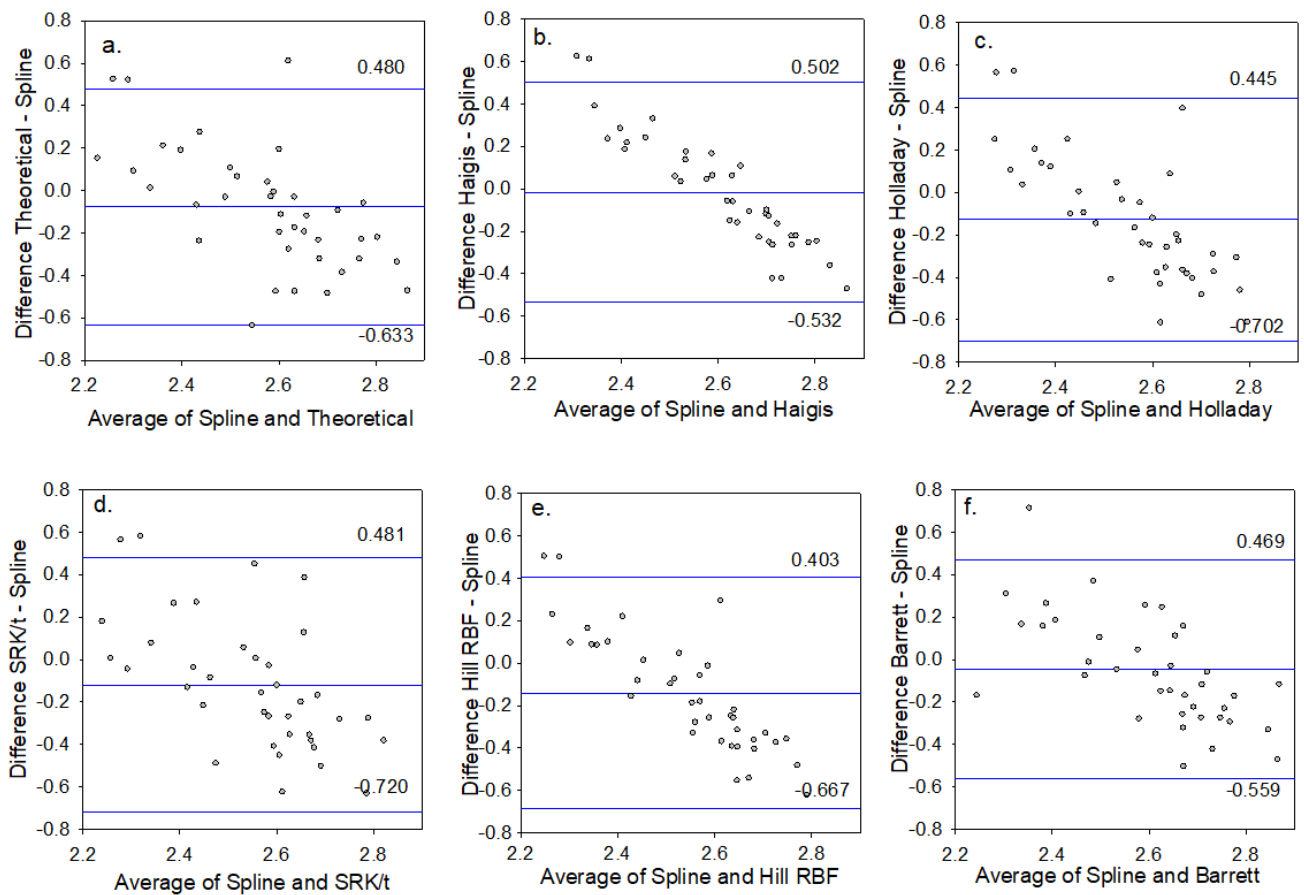 a.
0.480
-0.633
0.8
0.6
0.4
0.2
0.0
-0.2
-0.4
-0.6
-0.8
2.2 2.4 2.6 2.8
Difference Theoretical - Spline
Average of Spline and Theoretical
b.
0.502
-0.532
0.8
0.6
0.4
0.2
0.0
-0.2
-0.4
-0.6
-0.8
2.2 2.4 2.6 2.8
Difference Haigis - Spline
Average of Spline and Haigis
c.
0.445
-0.702
0.8
0.6
0.4
0.2
0.0
-0.2
-0.4
-0.6
-0.8
2.2 2.4 2.6 2.8
Difference Holladay - Spline
Average of Spline and Holladay
d.
0.481
-0.720
0.8
0.6
0.4
0.2
0.0
-0.2
-0.4
-0.6
-0.8
2.2 2.4 2.6 2.8
Difference SRK/t - Spline
Average of Spline and SRK/t
e.
0.403
-0.667
0.8
0.6
0.4
0.2
0.0
-0.2
-0.4
-0.6
-0.8
2.2 2.4 2.6 2.8
Difference Hill RBF - Spline
Average of Spline and Hill RBF
f.
0.469
-0.559
0.8
0.6
0.4
0.2
0.0
-0.2
-0.4
-0.6
-0.8
2.2 2.4 2.6 2.8
Difference Barrett - Spline
Average of Spline and Barrett